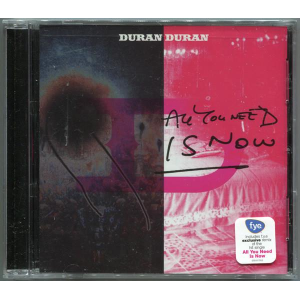 DURAN DURAN
ALL YOU NEED
IS NOW
fye
exclusive
All You Need
Is Now